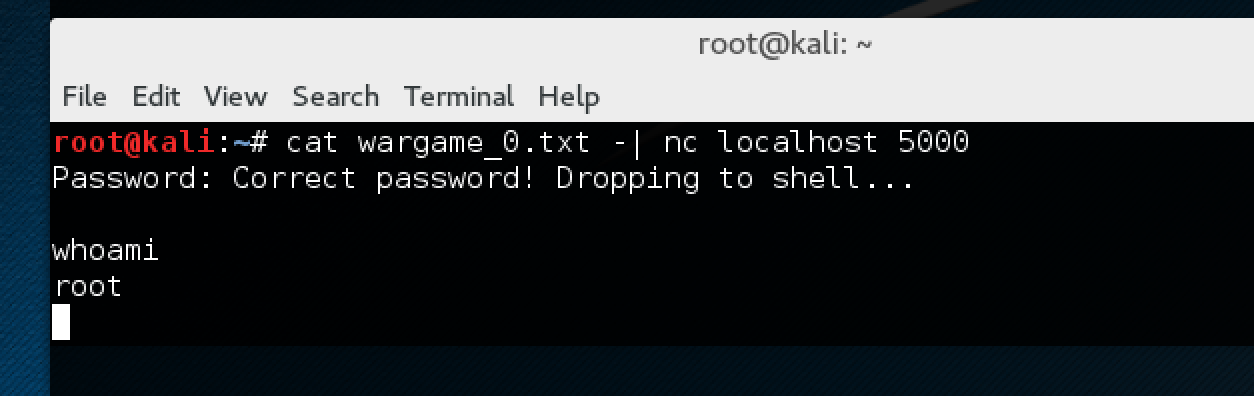 root@kali: ~
File Edit View Search Terminal Help
root@kali:~# cat wargame_0.txt -| nc localhost 5000
Password: Correct password! Dropping to shell...
whoami
root